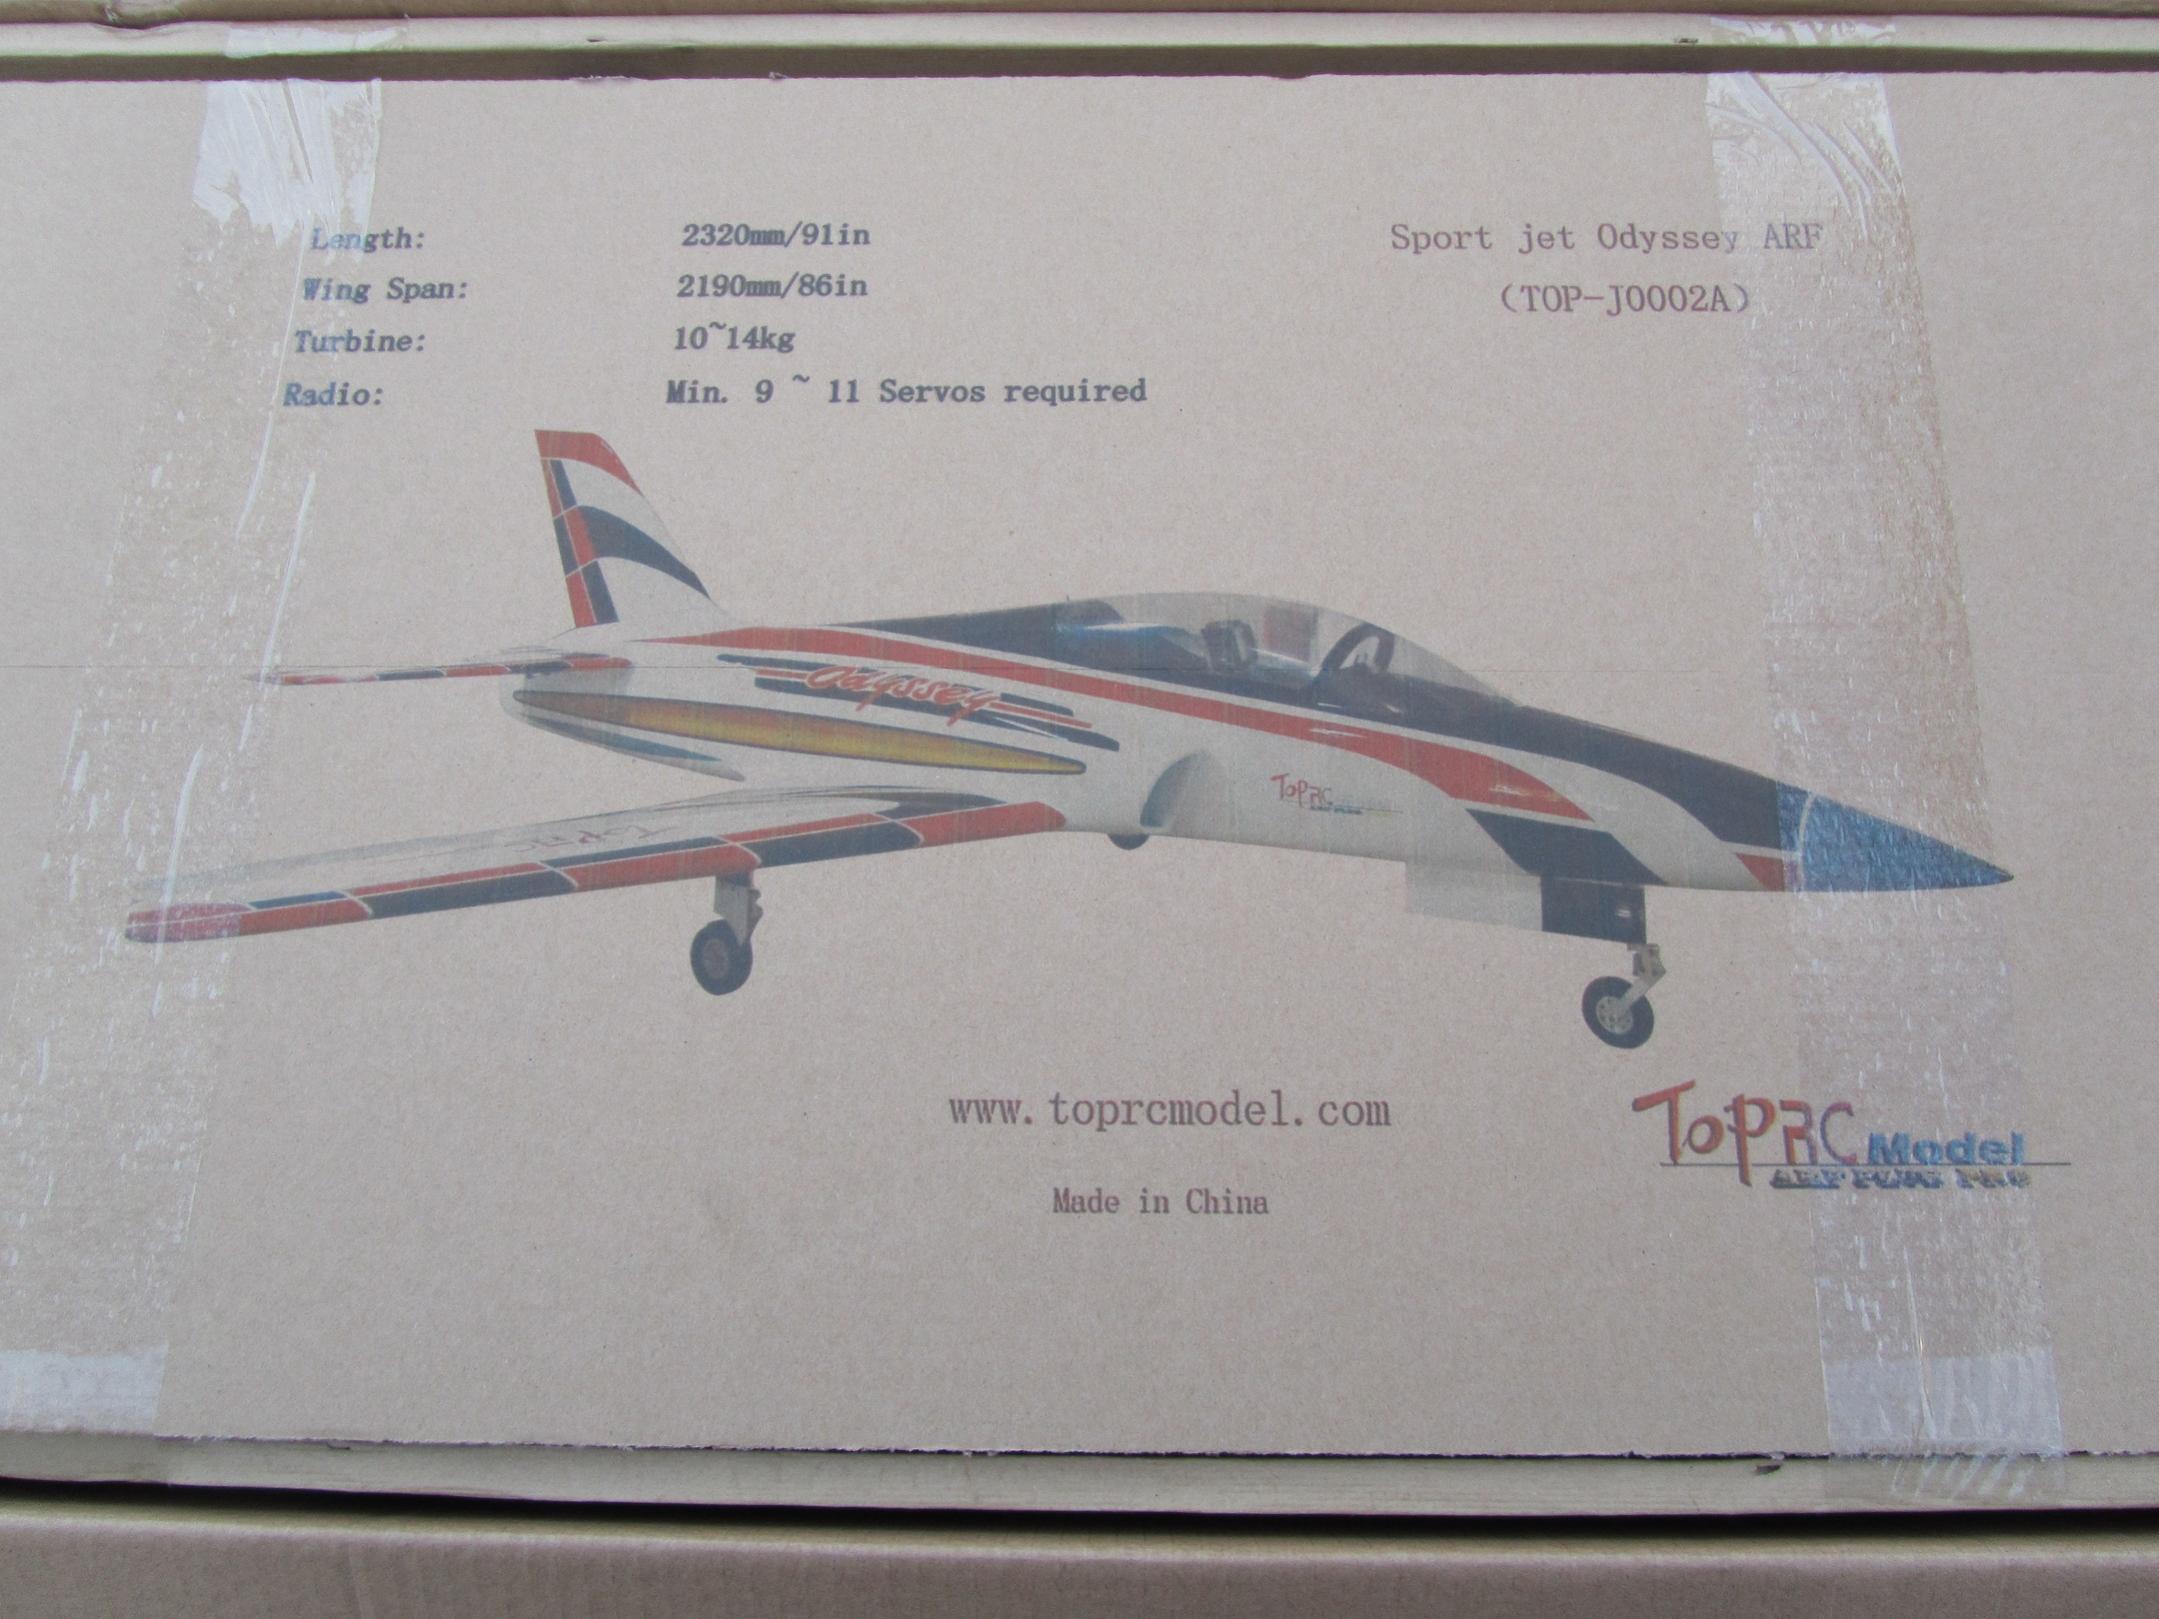 Length: 2320mm/91in
Wing Span: 2190mm/86in
Turbine: 10~14kg
Radio: Min. 9 ~ 11 Servos required
Sport jet Odyssey ARF
(TOP-J0002A)
Odyssey
TopRC
TopRC
www.toprcmodel.com
TopRC Model
Made in China